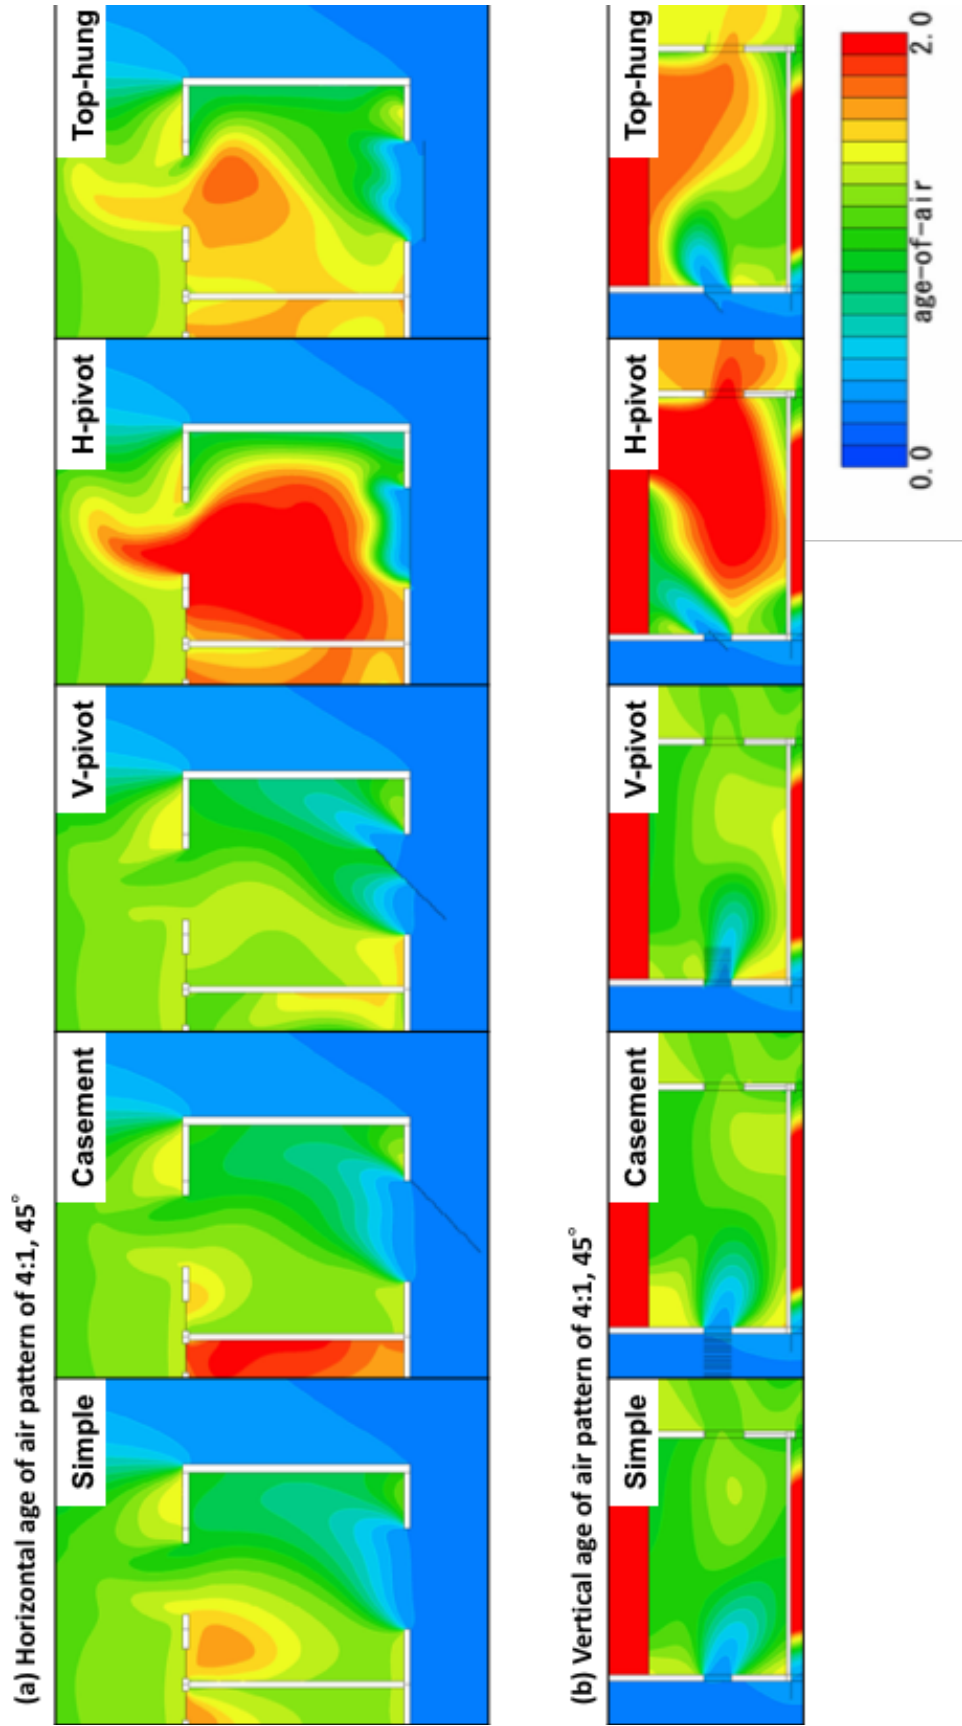 (a) Horizontal age of air pattern of 4:1, 45°
Simple
Casement
V-pivot
H-pivot
Top-hung
(b) Vertical age of air pattern of 4:1, 45°
Simple
Casement
V-pivot
H-pivot
Top-hung
0.0
age-of-air
2.0